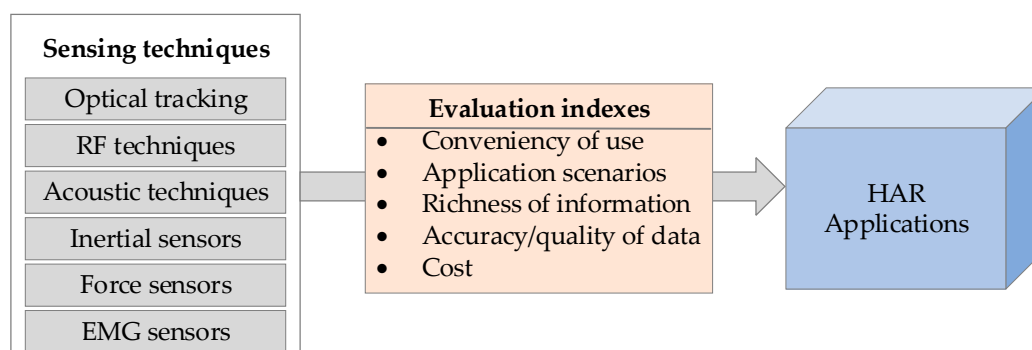 Sensing techniques
Optical tracking
RF techniques
Acoustic techniques
Inertial sensors
Force sensors
EMG sensors
Evaluation indexes
• Conveniency of use
• Application scenarios
• Richness of information
• Accuracy/quality of data
• Cost
HAR
Applications